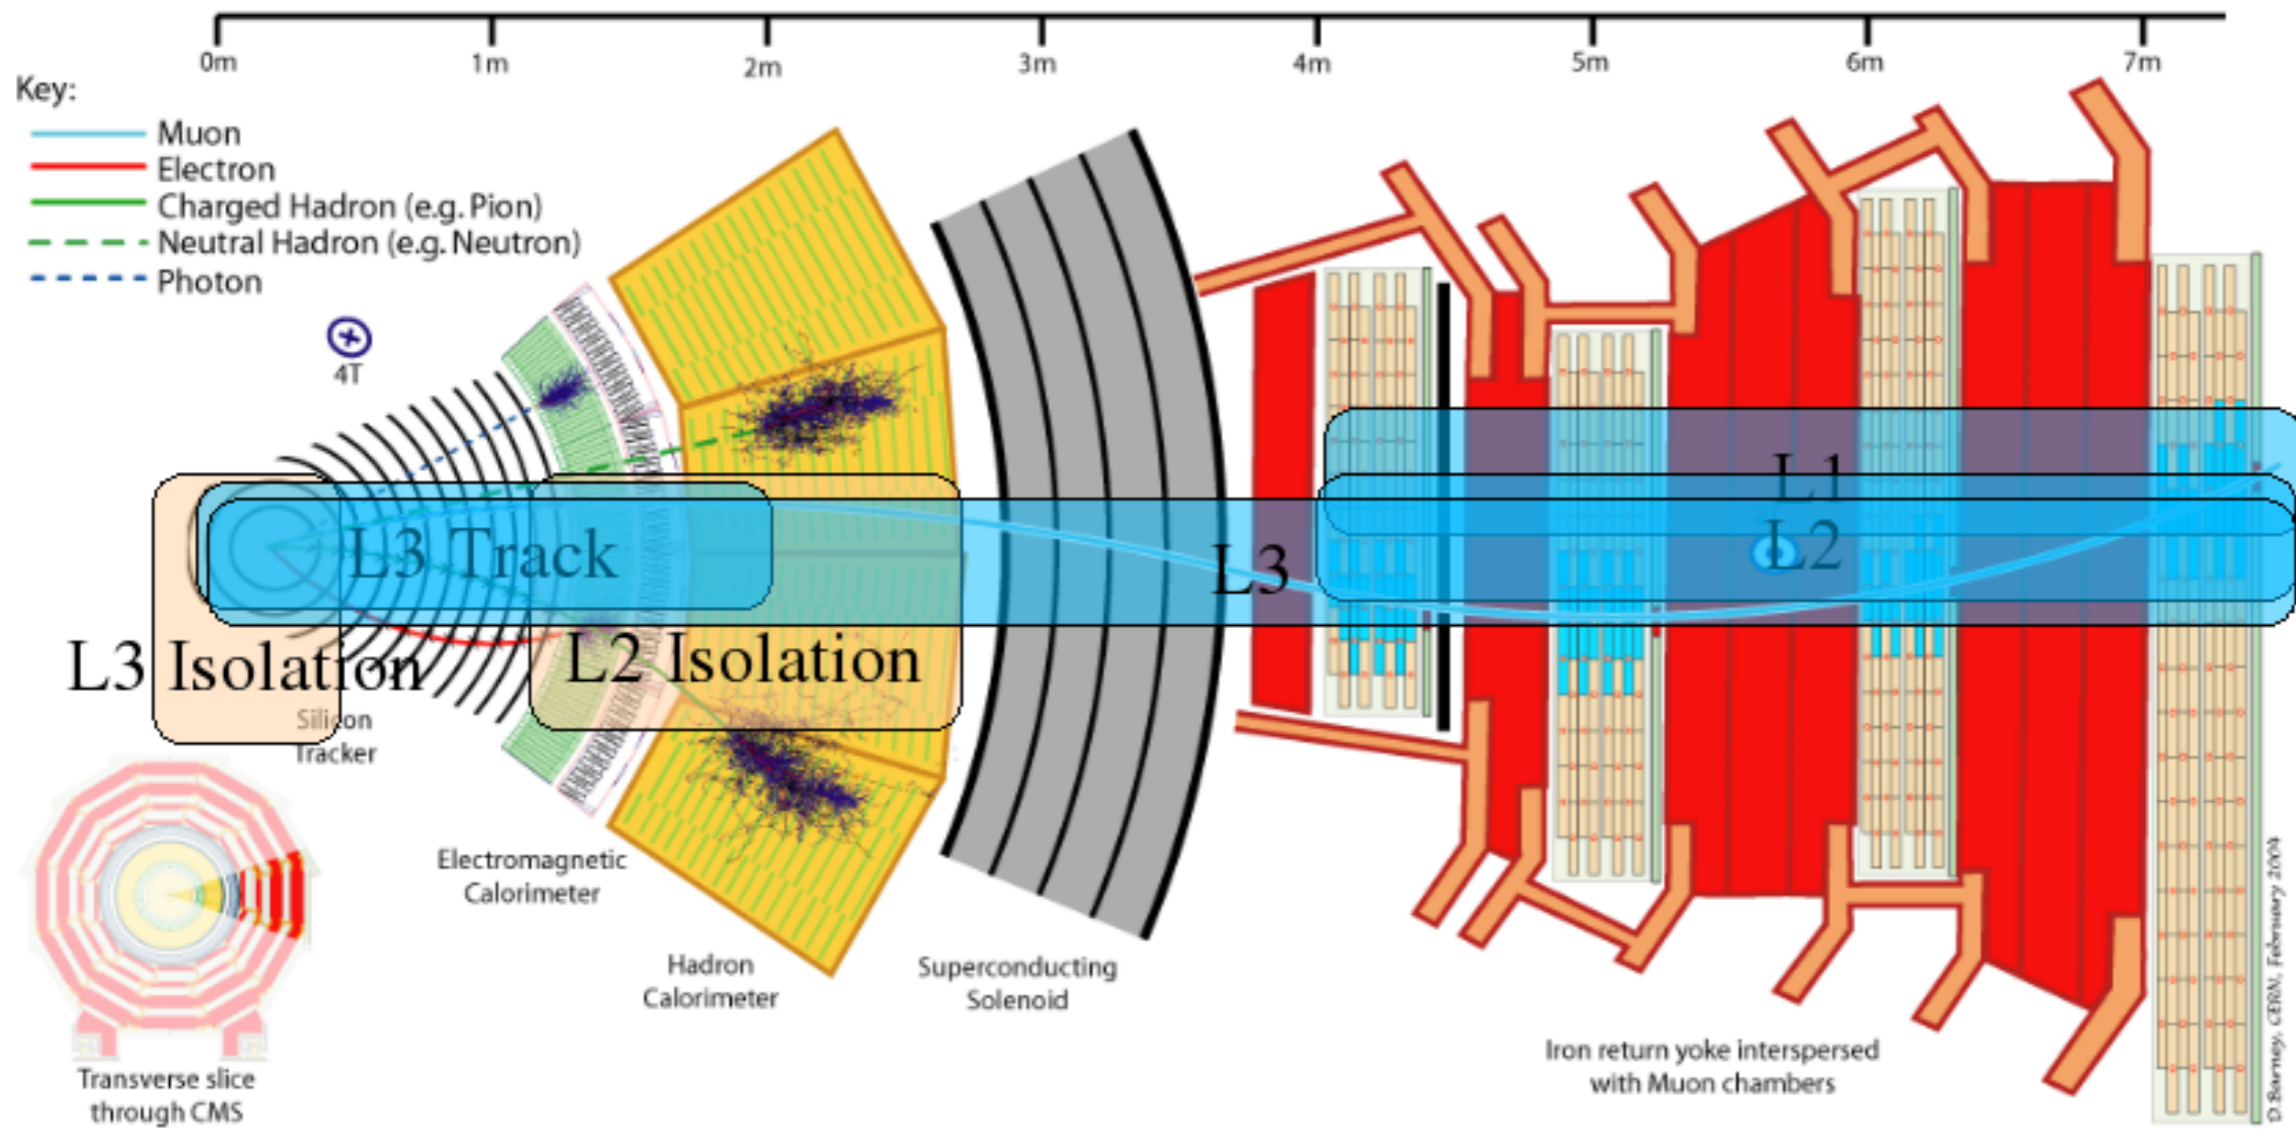 0m 1m 2m 3m 4m 5m 6m 7m
Key:
Muon
Electron
Charged Hadron (e.g. Pion)
Neutral Hadron (e.g. Neutron)
Photon
4T
L1
L2
L3 Track
L3
L3 Isolation
L2 Isolation
Silicon
Tracker
Electromagnetic
Calorimeter
Hadron
Calorimeter
Superconducting
Solenoid
Iron return yoke interspersed
with Muon chambers
Transverse slice
through CMS
D Barney, CERN, February 2004